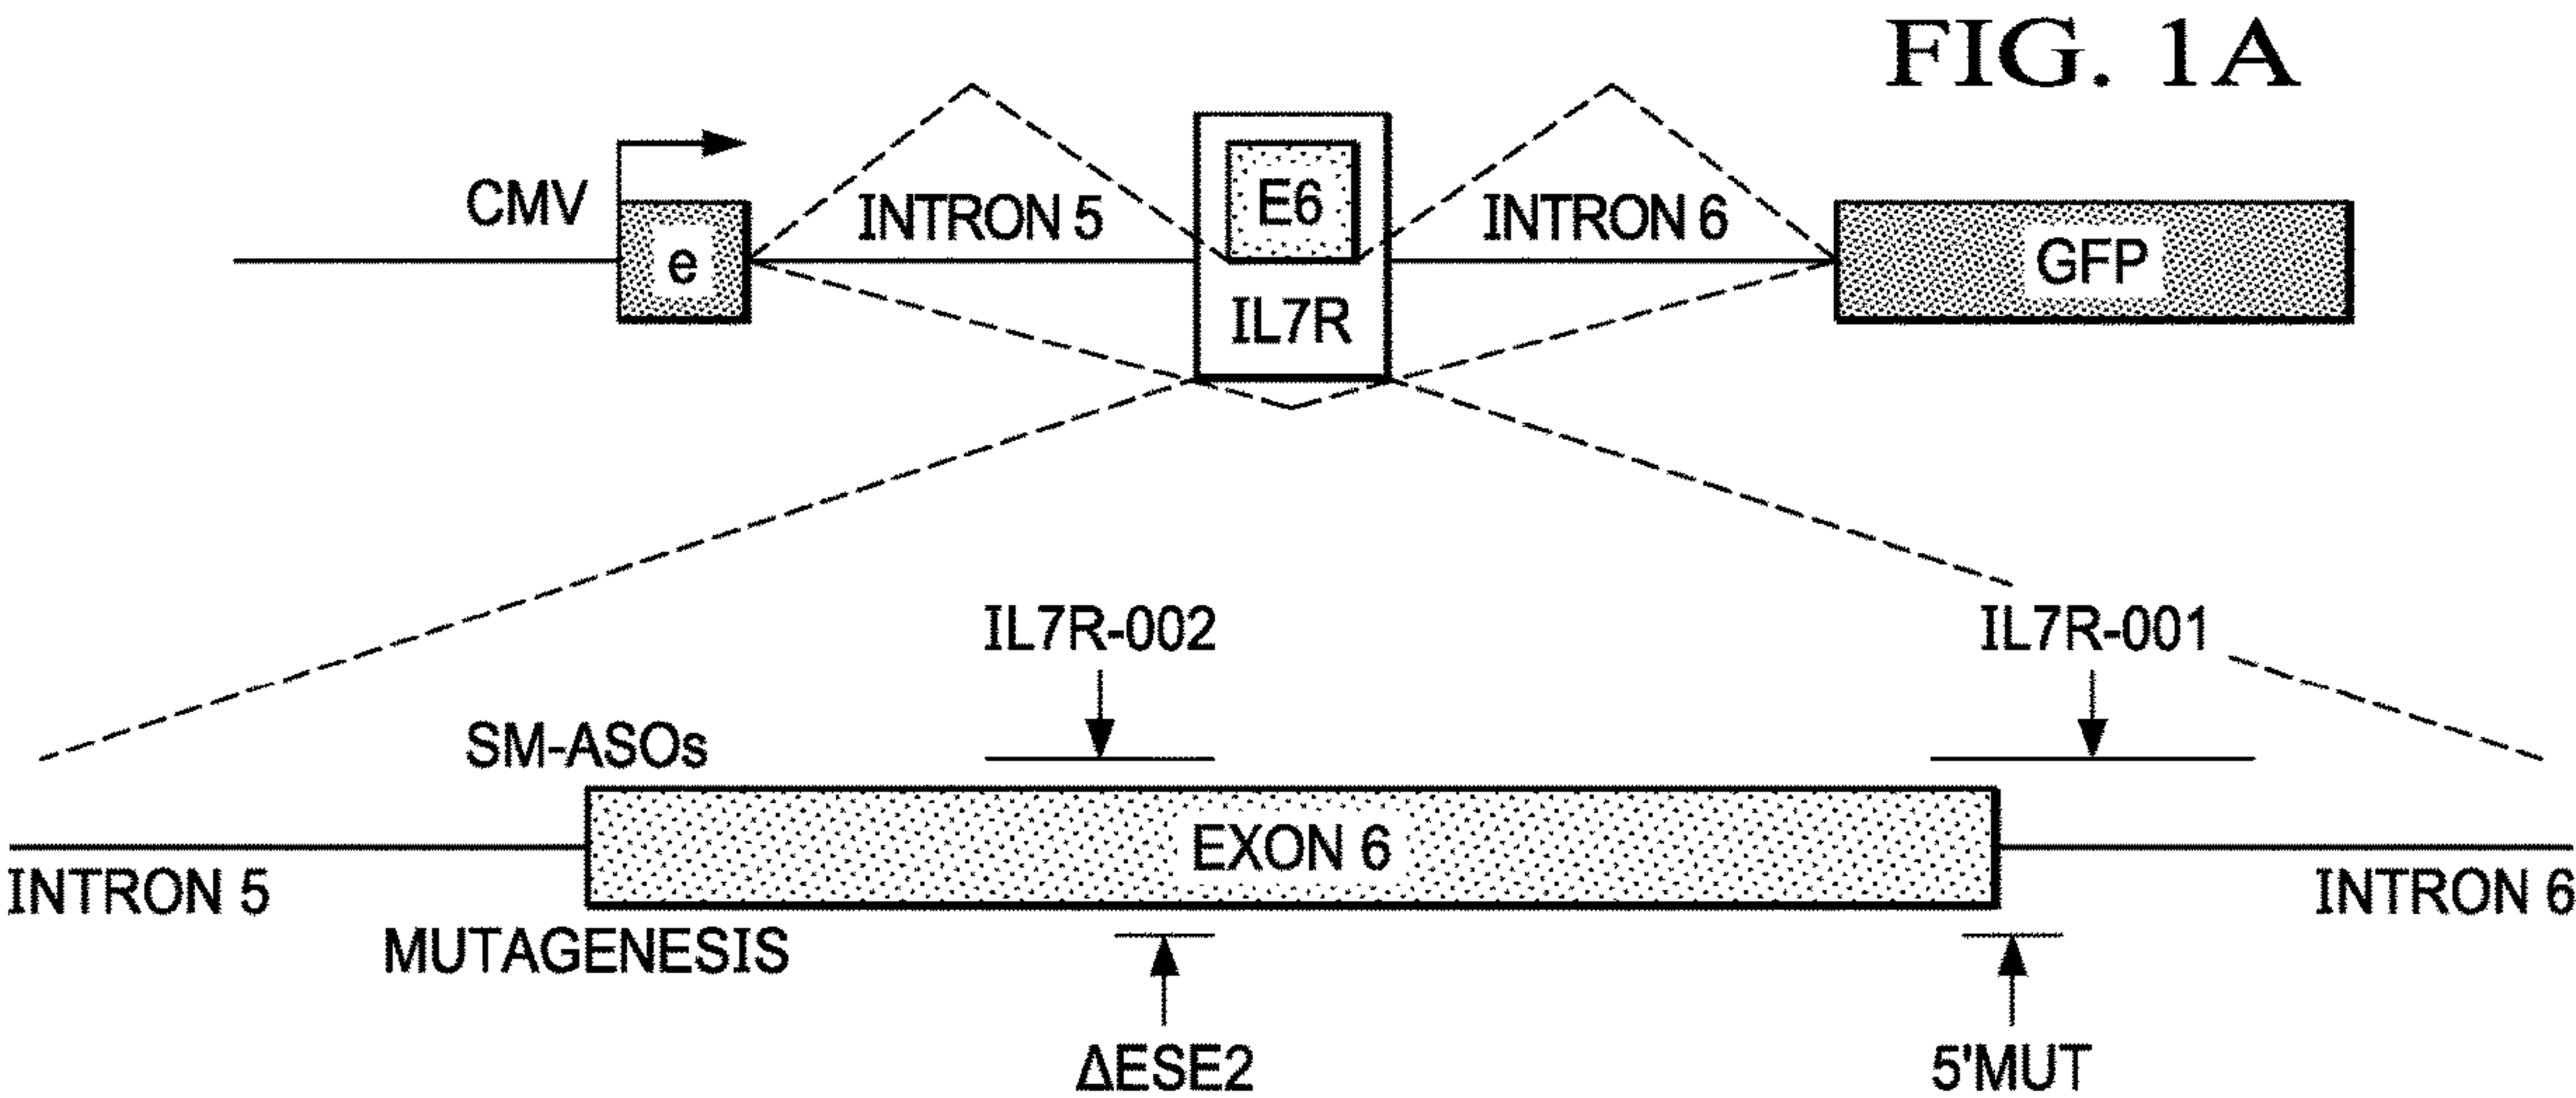 FIG. 1A
CMV
e
INTRON 5
E6
IL7R
INTRON 6
GFP
IL7R-002
IL7R-001
SM-ASOs
EXON 6
INTRON 5
INTRON 6
MUTAGENESIS
ΔESE2
5'MUT